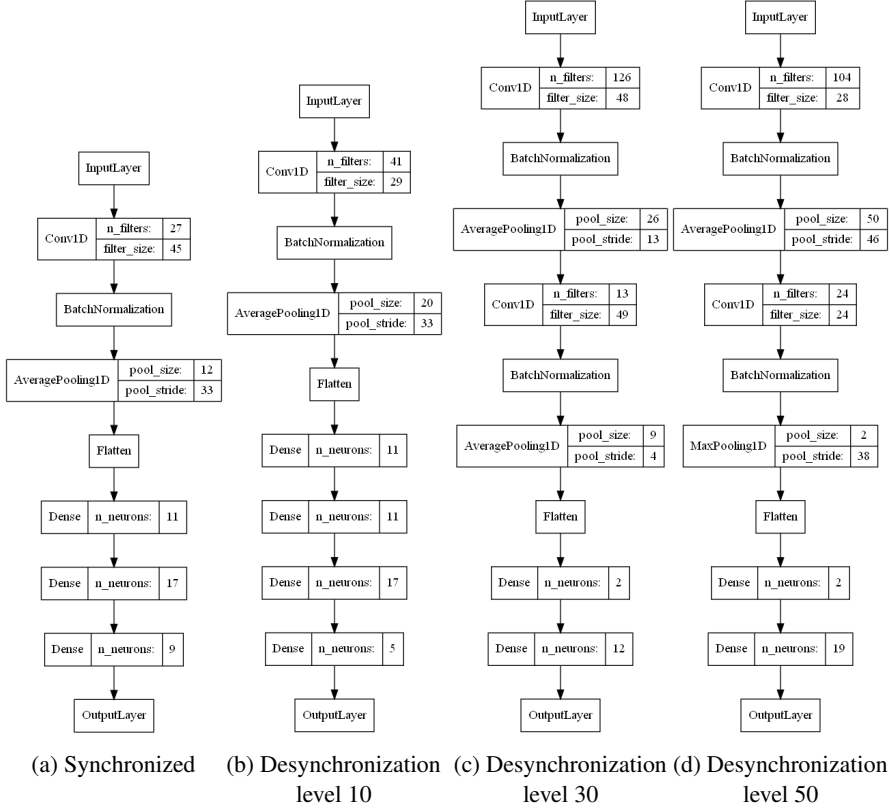 InputLayer
Conv1D n_filters: 27
filter_size: 45
BatchNormalization
AveragePooling1D pool_size: 12
pool_stride: 33
Flatten
Dense n_neurons: 11
Dense n_neurons: 17
Dense n_neurons: 9
OutputLayer
(a) Synchronized
InputLayer
Conv1D n_filters: 41
filter_size: 29
BatchNormalization
AveragePooling1D pool_size: 20
pool_stride: 33
Flatten
Dense n_neurons: 11
Dense n_neurons: 11
Dense n_neurons: 17
Dense n_neurons: 5
OutputLayer
(b) Desynchronization
level 10
InputLayer
Conv1D n_filters: 126
filter_size: 48
BatchNormalization
AveragePooling1D pool_size: 26
pool_stride: 13
Conv1D n_filters: 13
filter_size: 49
BatchNormalization
AveragePooling1D pool_size: 9
pool_stride: 4
Flatten
Dense n_neurons: 2
Dense n_neurons: 12
OutputLayer
(c) Desynchronization
level 30
InputLayer
Conv1D n_filters: 104
filter_size: 28
BatchNormalization
AveragePooling1D pool_size: 50
pool_stride: 46
Conv1D n_filters: 24
filter_size: 24
BatchNormalization
MaxPooling1D pool_size: 2
pool_stride: 38
Flatten
Dense n_neurons: 2
Dense n_neurons: 19
OutputLayer
(d) Desynchronization
level 50